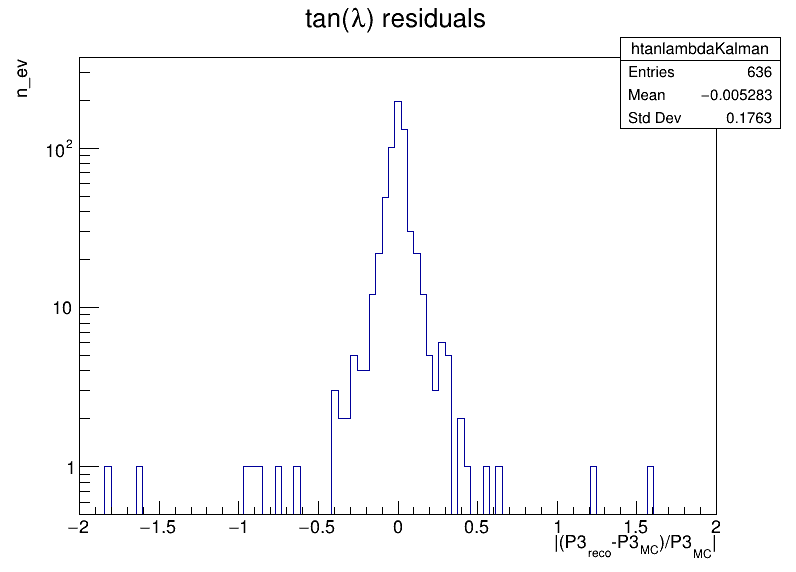 tan(λ) residuals
htanlambdaKalman
Entries 636
Mean −0.005283
Std Dev 0.1763
n_ev
10²
10
1
−2 −1.5 −1 −0.5 0 0.5 1 1.5 2
|(P3reco-P3MC)/P3MC|